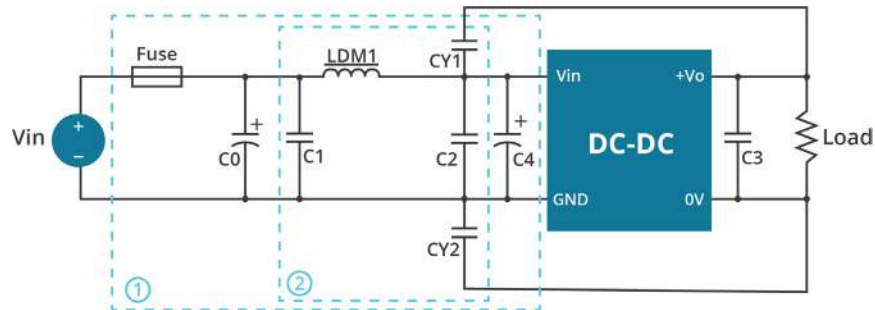 Fuse
LDM1
CY1
Vin
+
−
+
C0
C1
C2
+
C4
Vin
+Vo
DC-DC
GND
0V
C3
Load
CY2
1
2